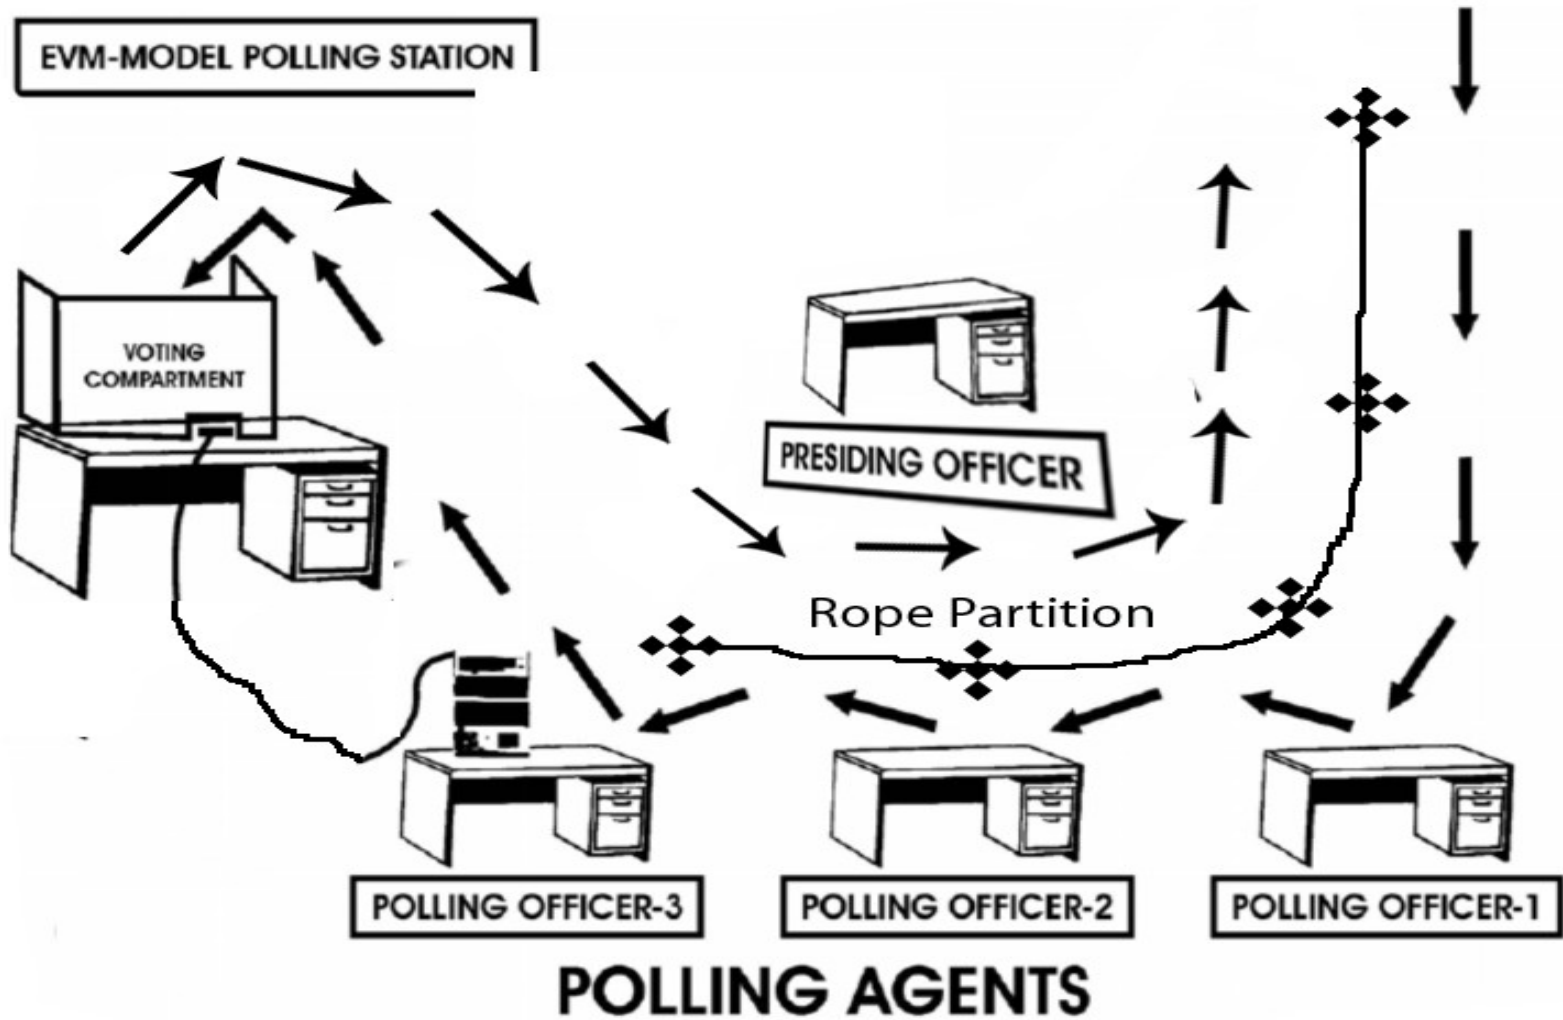 EVM-MODEL POLLING STATION
VOTING
COMPARTMENT
PRESIDING OFFICER
Rope Partition
POLLING OFFICER-3
POLLING OFFICER-2
POLLING OFFICER-1
POLLING AGENTS